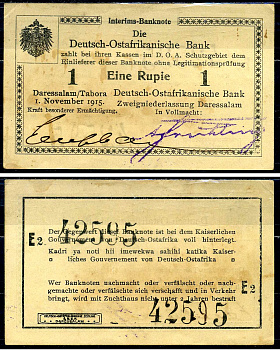 Interims-Banknote
Die
Deutsch-Ostafrikanische Bank
zahlt bei ihren Kassen im D. O. A. Schutzgebiet dem
Einlieferer dieser Banknote ohne Legitimationsprüfung
1 Eine Rupie 1
Daressalam/Tabora Deutsch-Ostafrikanische Bank
1. November 1915. Zweigniederlassung Daressalam
Kraft besonderer Ermächtigung. in Vollmacht:
42595
Der Gegenwert dieser Banknote ist bei dem Kaiserlichen
E2. Gouvernement von Deutsch-Ostafrika voll hinterlegt.
Kadri ya noti hii imewekwa sahihi katika Kaiser-
liches Gouvernement von Deutsch-Ostafrika
Wer Banknoten nachmacht oder verfälscht oder nach-
gemachte oder verfälschte sich verschafft und in Verkehr E2.
bringt, wird mit Zuchthaus nicht unter 2 Jahren bestraft
42595